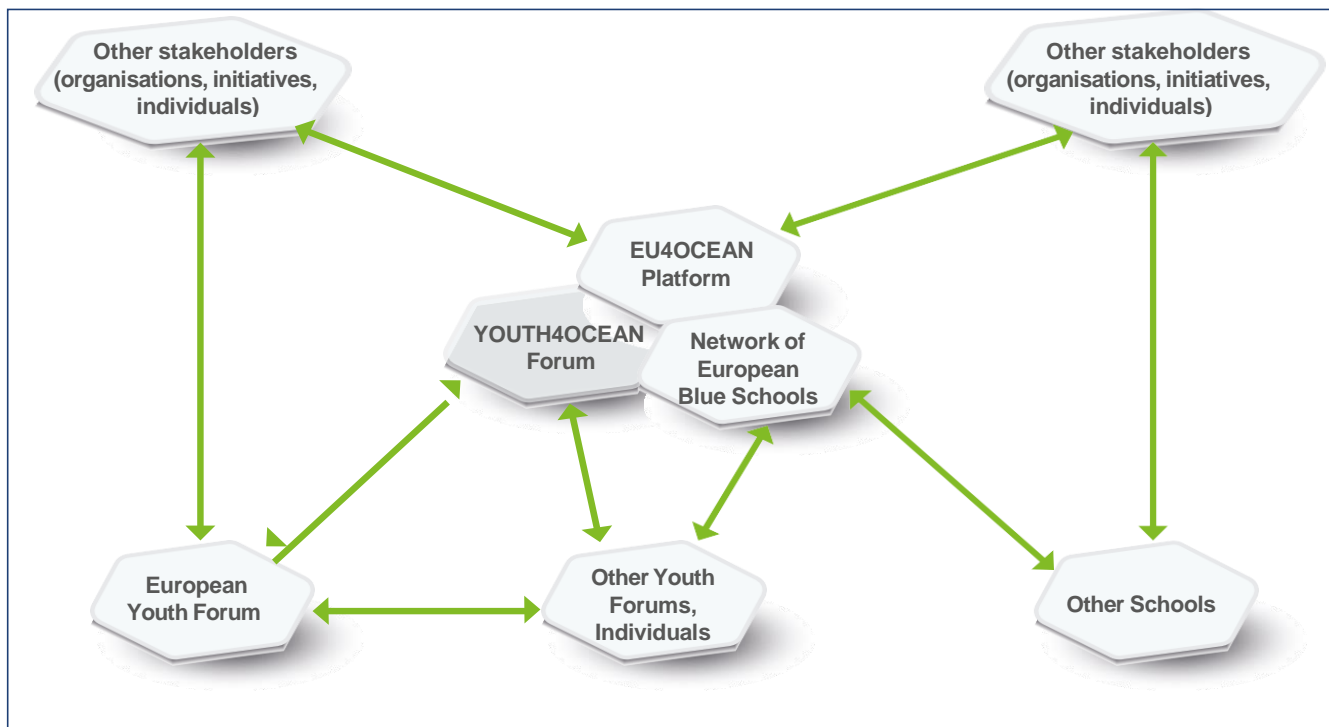 Other stakeholders
(organisations, initiatives,
individuals)
Other stakeholders
(organisations, initiatives,
individuals)
EU4OCEAN
Platform
YOUTH4OCEAN
Forum
Network of
European
Blue Schools
European
Youth Forum
Other Youth
Forums,
Individuals
Other Schools